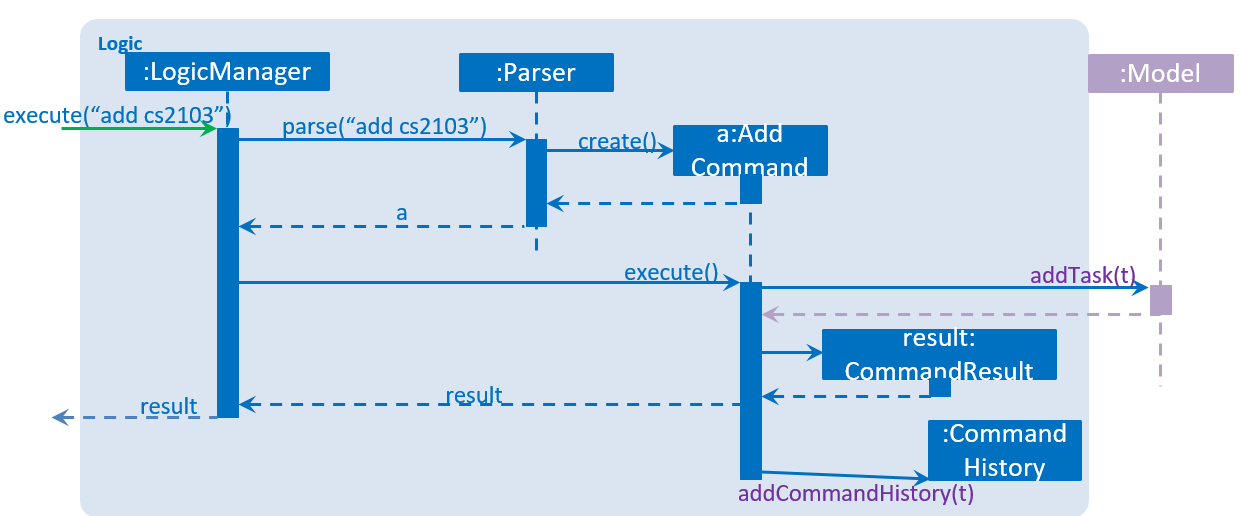 Logic
:LogicManager
:Parser
:Model
execute(“add cs2103”)
parse(“add cs2103”)
create()
a:Add
Command
a
execute()
addTask(t)
result:
CommandResult
result
result
:Command
History
addCommandHistory(t)